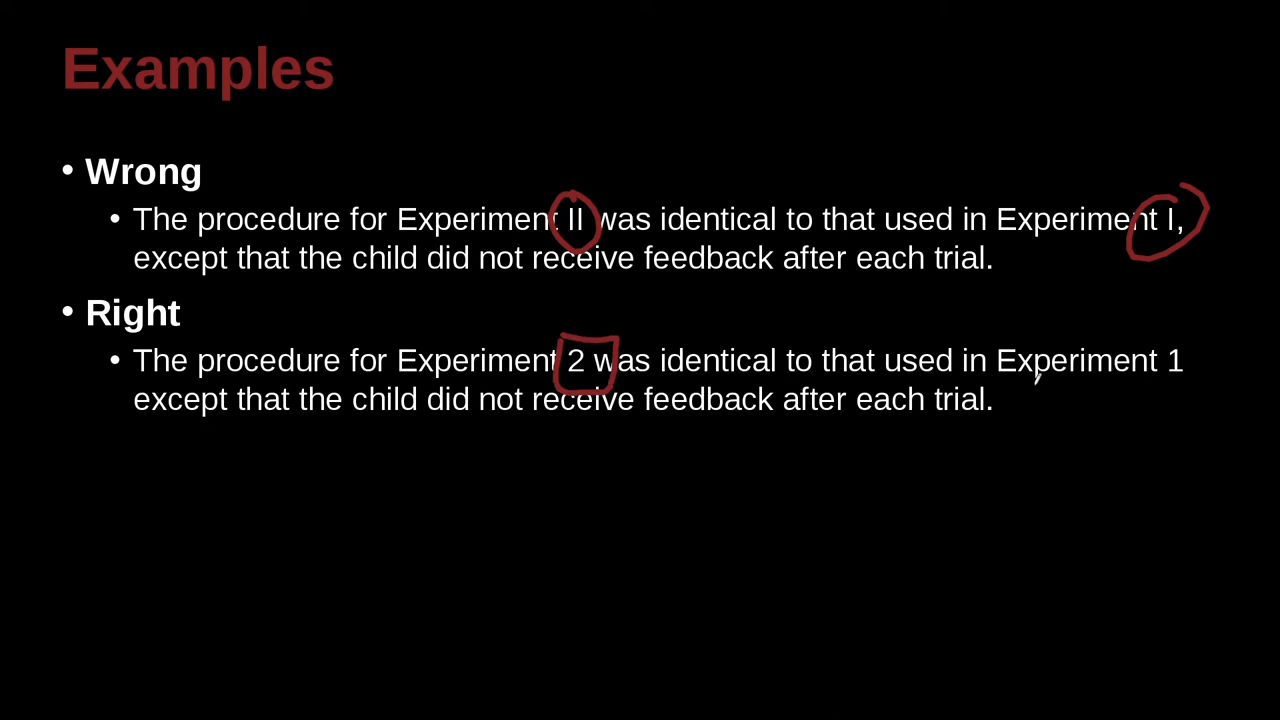 Examples
• Wrong
• The procedure for Experiment II was identical to that used in Experiment I,
except that the child did not receive feedback after each trial.
• Right
• The procedure for Experiment 2 was identical to that used in Experiment 1
except that the child did not receive feedback after each trial.